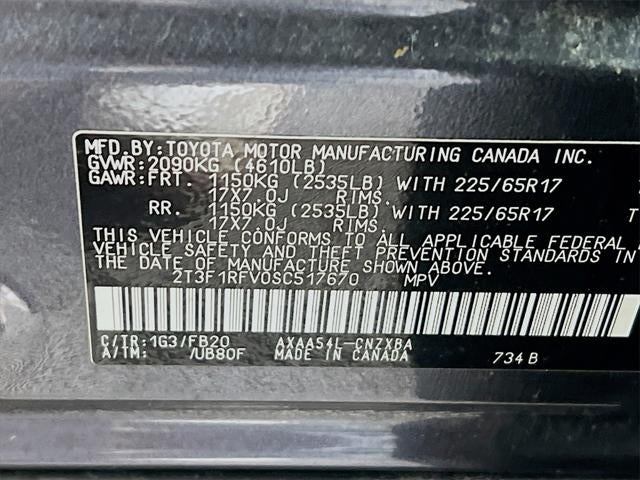 MFD.BY:TOYOTA MOTOR MANUFACTURING CANADA INC.
GVWR:2090KG (4610LB)
GAWR:FRT. 1150KG (2535LB) WITH 225/65R17
17X7.0J RIMS.
RR. 1150KG (2535LB) WITH 225/65R17 T
17X7.0J RIMS.
THIS VEHICLE CONFORMS TO ALL APPLICABLE FEDERAL
VEHICLE SAFETY AND THEFT PREVENTION STANDARDS IN
THE DATE OF MANUFACTURE SHOWN ABOVE.
2T3F1RFV0SC517670 MPV
C/TR:1G3/FB20 AXAA54L-CNZXBA
A/TM: /UB80F MADE IN CANADA 734B